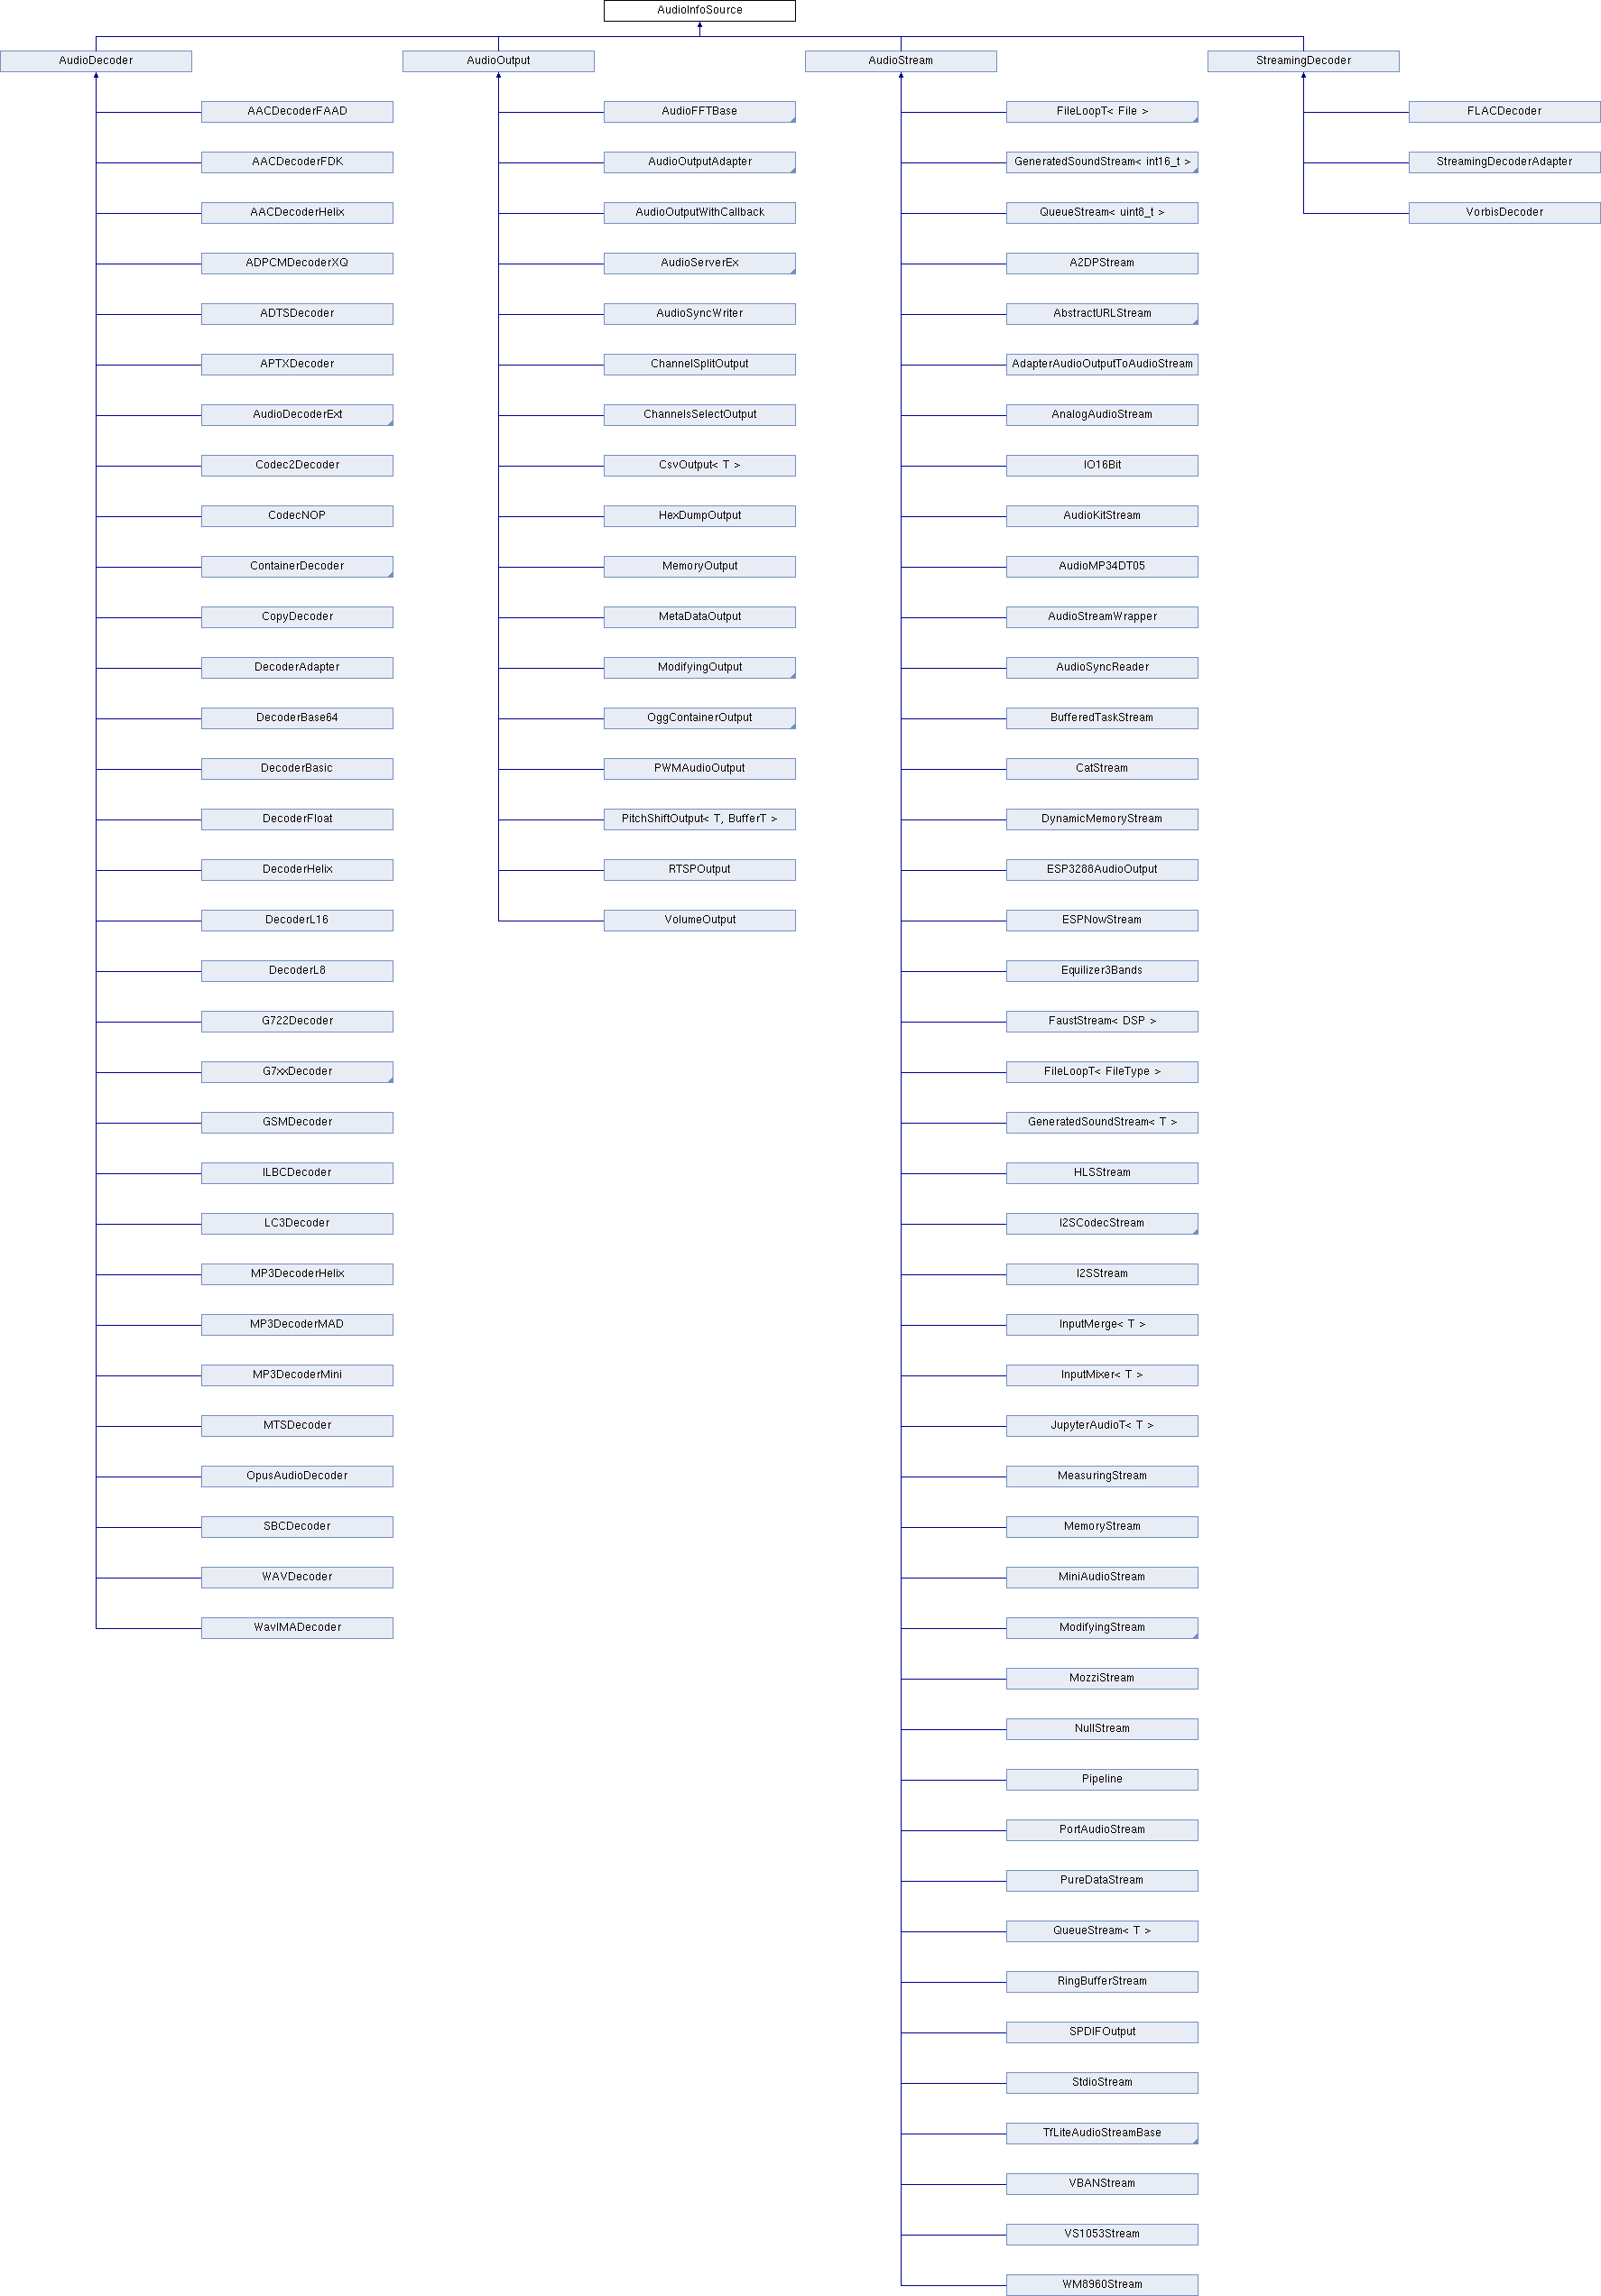 AudioInfoSource
AudioDecoder
AudioOutput
AudioStream
StreamingDecoder
AACDecoderFAAD
AACDecoderFDK
AACDecoderHelix
ADPCMDecoderXQ
ADTSDecoder
APTXDecoder
AudioDecoderExt
Codec2Decoder
CodecNOP
ContainerDecoder
CopyDecoder
DecoderAdapter
DecoderBase64
DecoderBasic
DecoderFloat
DecoderHelix
DecoderL16
DecoderL8
G722Decoder
G7xxDecoder
GSMDecoder
ILBCDecoder
LC3Decoder
MP3DecoderHelix
MP3DecoderMAD
MP3DecoderMini
MTSDecoder
OpusAudioDecoder
SBCDecoder
WAVDecoder
WavIMADecoder
AudioFFTBase
AudioOutputAdapter
AudioOutputWithCallback
AudioServerEx
AudioSyncWriter
ChannelSplitOutput
ChannelsSelectOutput
CsvOutput< T >
HexDumpOutput
MemoryOutput
MetaDataOutput
ModifyingOutput
OggContainerOutput
PWMAudioOutput
PitchShiftOutput< T, BufferT >
RTSPOutput
VolumeOutput
FileLoopT< File >
GeneratedSoundStream< int16_t >
QueueStream< uint8_t >
A2DPStream
AbstractURLStream
AdapterAudioOutputToAudioStream
AnalogAudioStream
IO16Bit
AudioKitStream
AudioMP34DT05
AudioStreamWrapper
AudioSyncReader
BufferedTaskStream
CatStream
DynamicMemoryStream
ESP3288AudioOutput
ESPNowStream
Equilizer3Bands
FaustStream< DSP >
FileLoopT< FileType >
GeneratedSoundStream< T >
HLSStream
I2SCodecStream
I2SStream
InputMerge< T >
InputMixer< T >
JupyterAudioT< T >
MeasuringStream
MemoryStream
MiniAudioStream
ModifyingStream
MozziStream
NullStream
Pipeline
PortAudioStream
PureDataStream
QueueStream< T >
RingBufferStream
SPDIFOutput
StdioStream
TfLiteAudioStreamBase
VBANStream
VS1053Stream
WM8960Stream
FLACDecoder
StreamingDecoderAdapter
VorbisDecoder